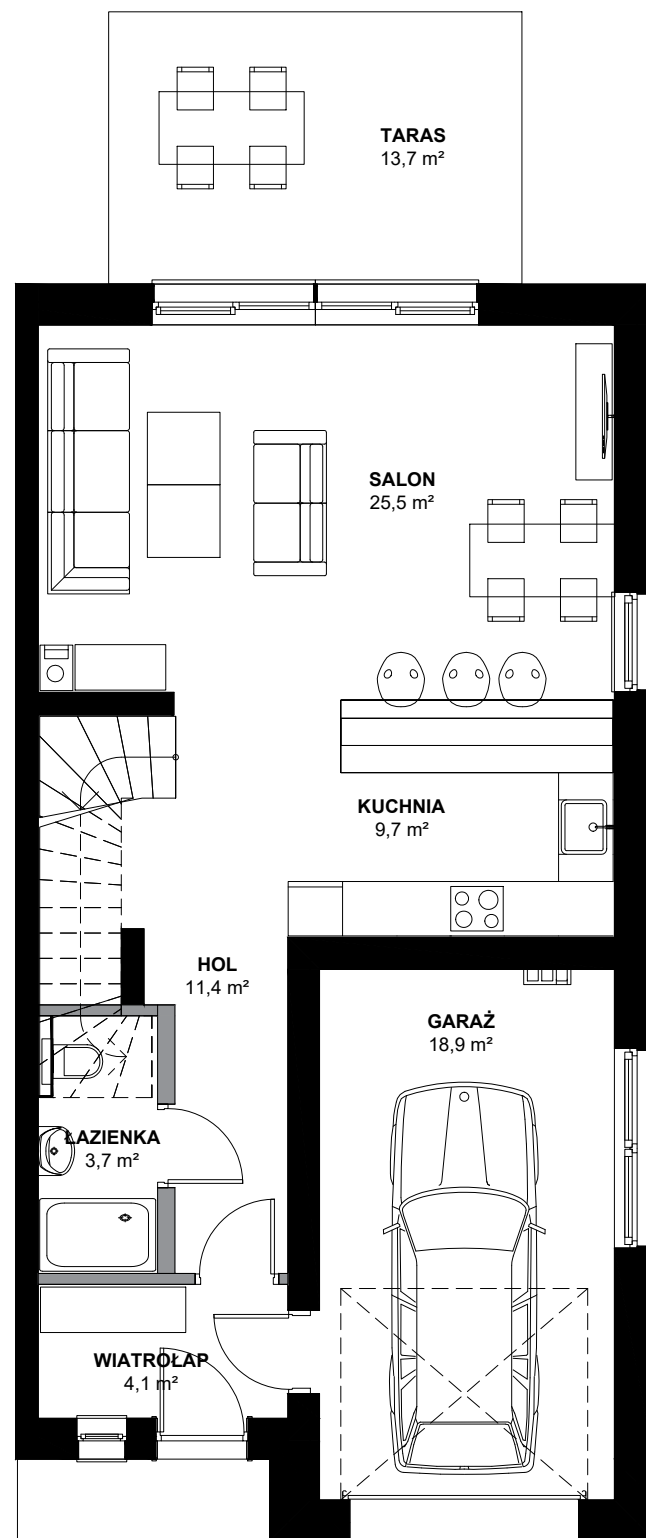 TARAS
13,7 m²
SALON
25,5 m²
KUCHNIA
9,7 m²
HOL
11,4 m²
GARAŻ
18,9 m²
ŁAZIENKA
3,7 m²
WIATROŁAP
4,1 m²